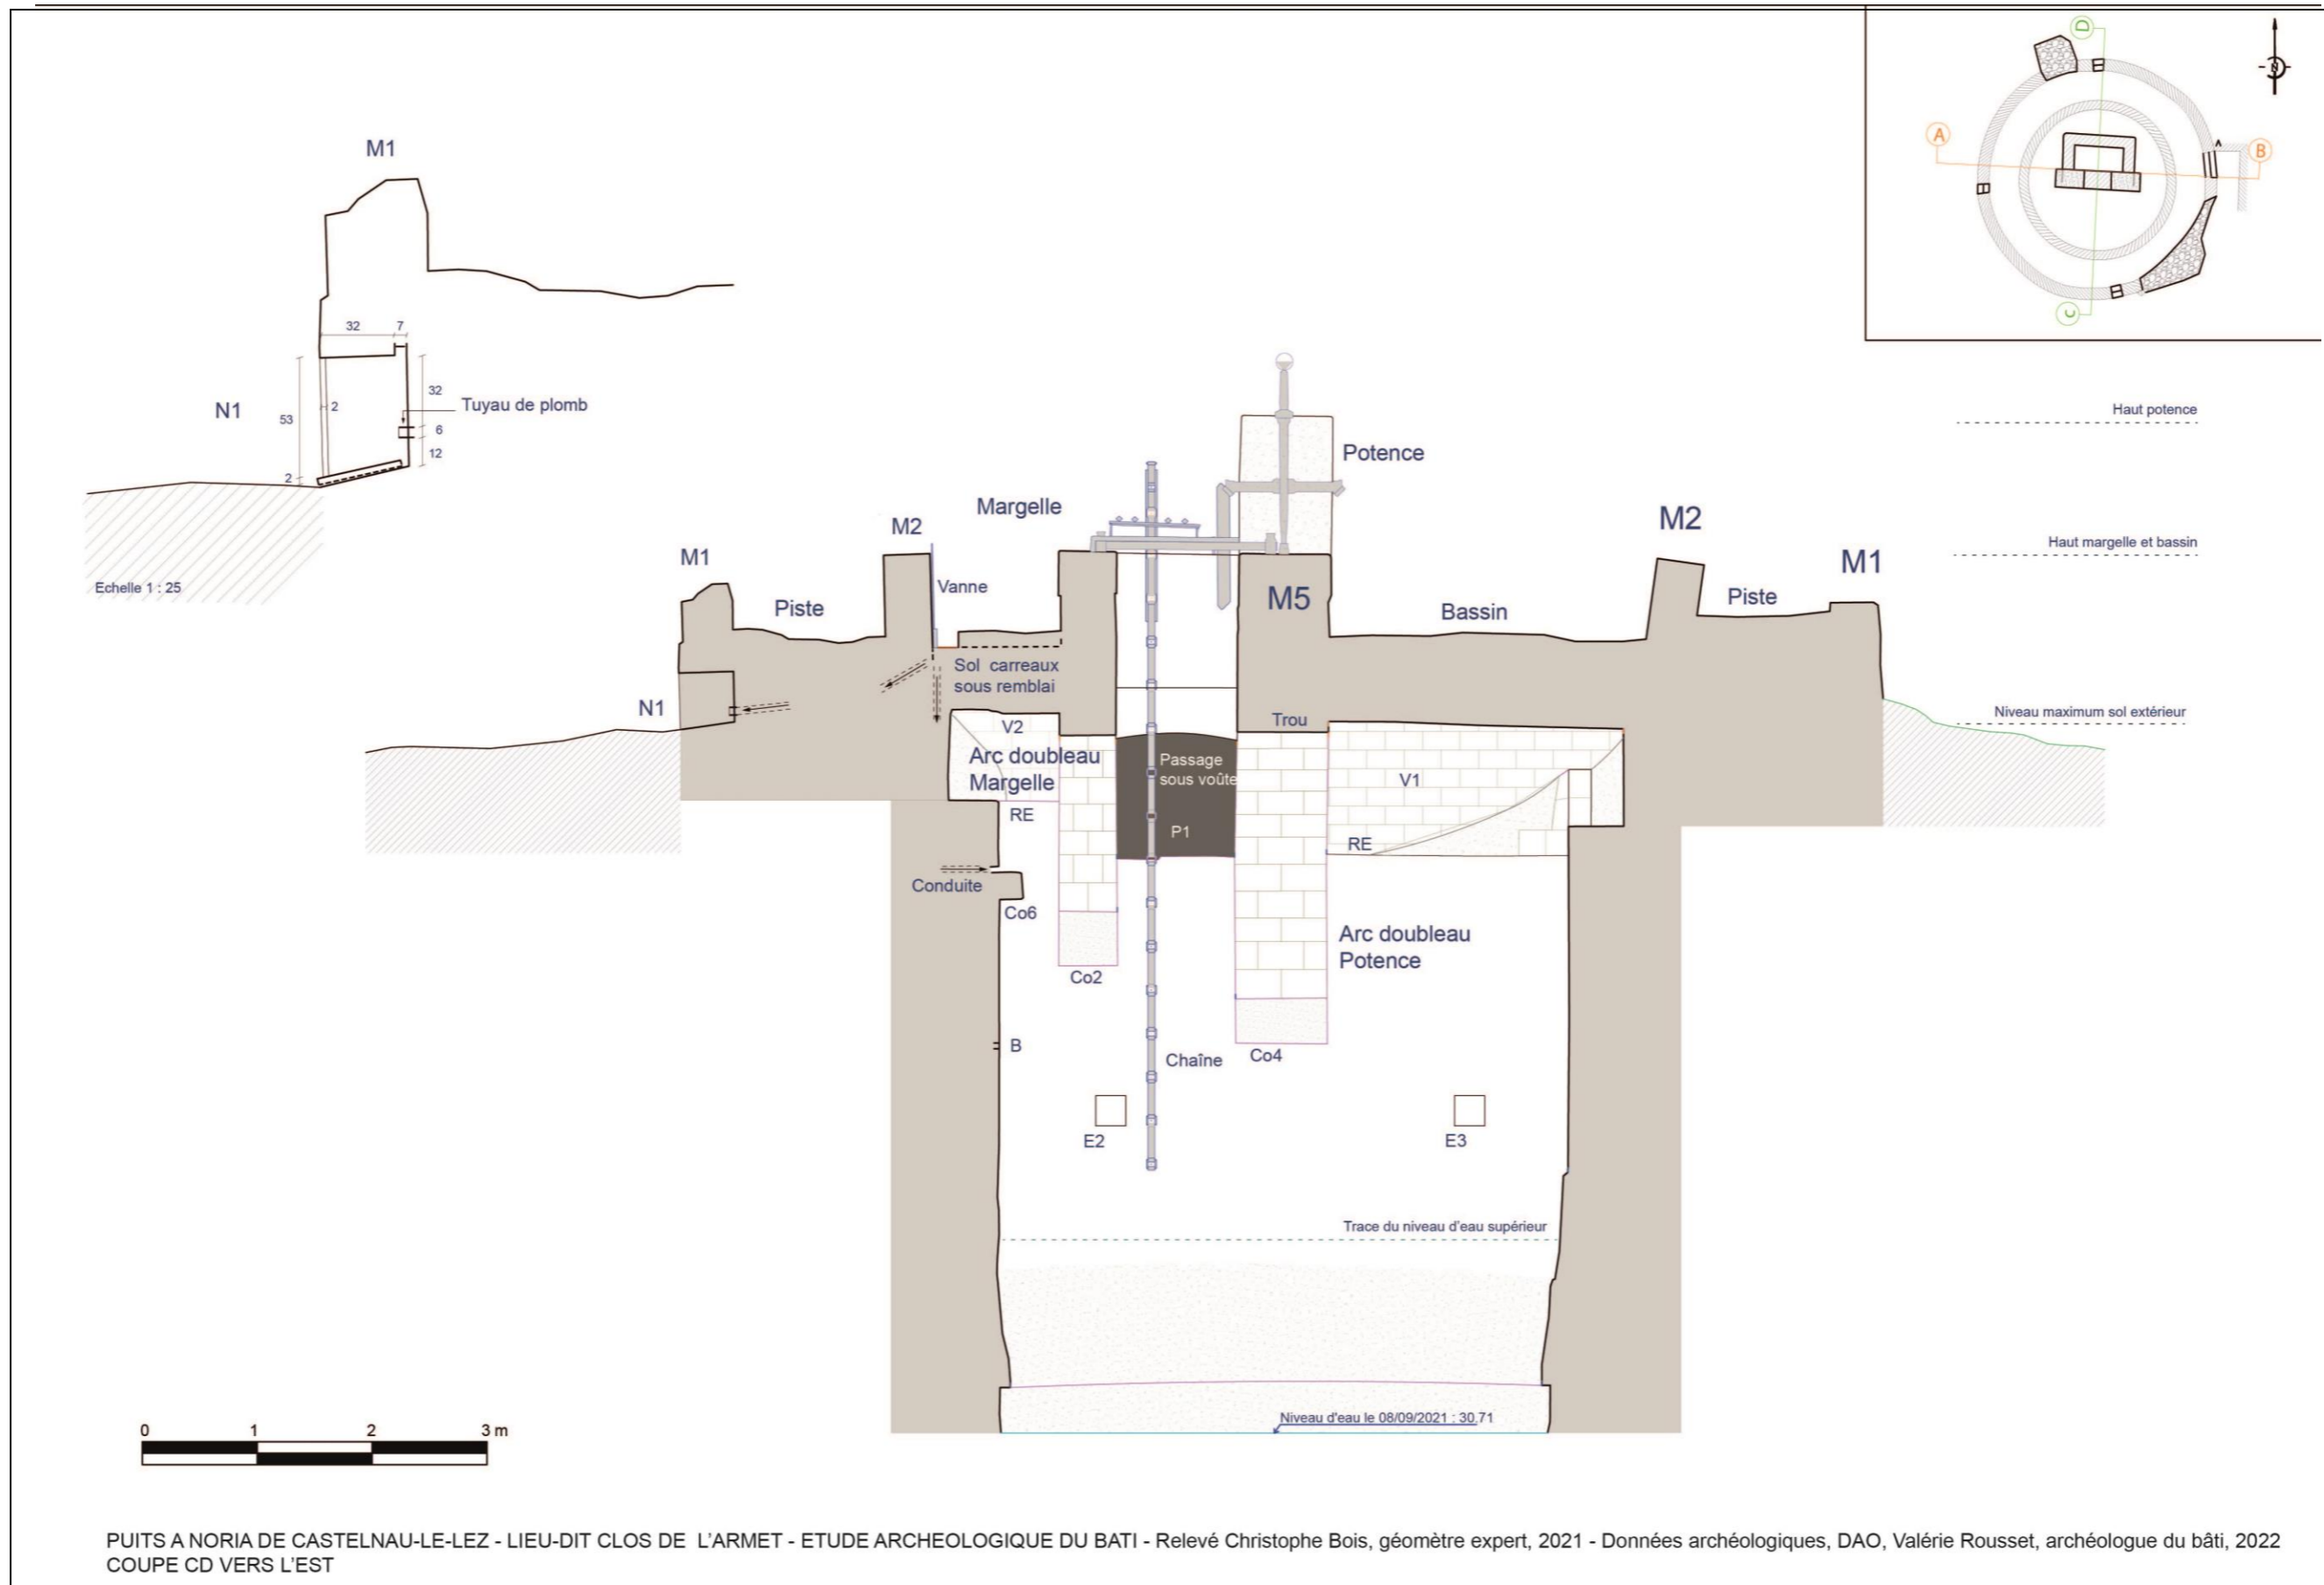 D
N
A
B
C
M1
32 7
N1
53
2
32
Tuyau de plomb
6
12
2
Echelle 1 : 25
Haut potence
Potence
Margelle
M2
M2
Haut margelle et bassin
M1
M1
Vanne
Piste
M5
Bassin
Piste
Sol carreaux
sous remblai
N1
V2
Trou
Niveau maximum sol extérieur
Arc doubleau
Margelle
Passage
sous voûte
V1
RE
P1
RE
Conduite
Co6
Arc doubleau
Potence
Co2
B
Chaîne
Co4
E2
E3
Trace du niveau d'eau supérieur
Niveau d'eau le 08/09/2021 : 30.71
0 1 2 3 m
PUITS A NORIA DE CASTELNAU-LE-LEZ - LIEU-DIT CLOS DE L'ARMET - ETUDE ARCHEOLOGIQUE DU BATI - Relevé Christophe Bois, géomètre expert, 2021 - Données archéologiques, DAO, Valérie Rousset, archéologue du bâti, 2022
COUPE CD VERS L'EST